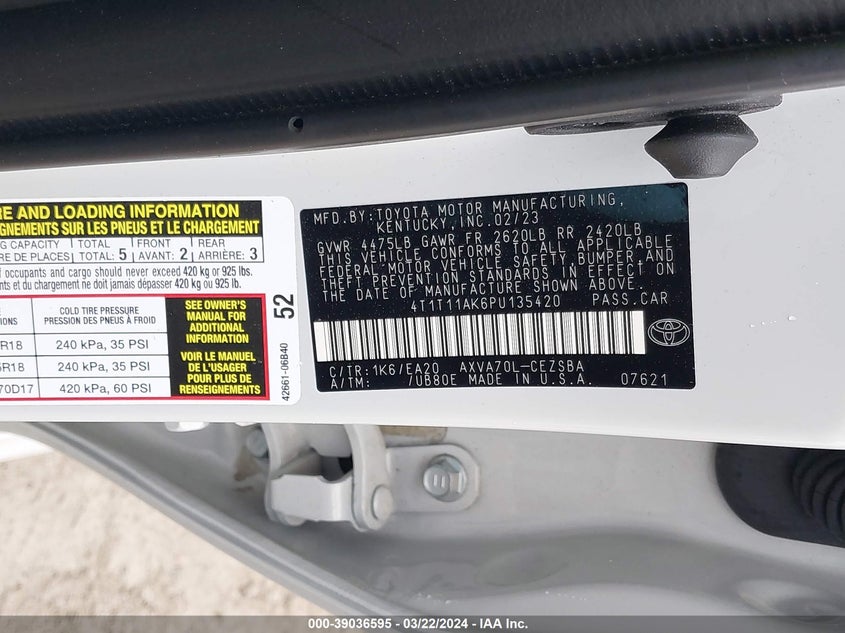 RE AND LOADING INFORMATION
NSEIGNEMENTS SUR LES PNEUS ET LE CHARGEMENT
NG CAPACITY
RE DE PLACES
TOTAL
TOTAL 5
FRONT
AVANT: 2
REAR
ARRIÈRE: 3
of occupants and cargo should never exceed 420 kg or 925 lbs.
ts et du chargement ne doit jamais dépasser 420 kg ou 925 lb.
E
SIONS
COLD TIRE PRESSURE
PRESSION DES PNEUS À FROID
R18
240 kPa, 35 PSI
R18
240 kPa, 35 PSI
70D17
420 kPa, 60 PSI
SEE OWNER'S
MANUAL FOR
ADDITIONAL
INFORMATION
VOIR LE MANUEL
DE L'USAGER
POUR PLUS DE
RENSEIGNEMENTS
52
42661-06B40
MFD. BY: TOYOTA MOTOR MANUFACTURING,
KENTUCKY, INC. 02/23
GVWR 4475LB GAWR FR 2620LB RR 2420LB
THIS VEHICLE CONFORMS TO ALL APPLICABLE
FEDERAL MOTOR VEHICLE SAFETY, BUMPER, AND
THEFT PREVENTION STANDARDS IN EFFECT ON
THE DATE OF MANUFACTURE SHOWN ABOVE.
4T1T11AK6PU135420 PASS. CAR
C/TR: 1K6/EA20 AXVA70L-CEZSBA
A/TM: /UB80E MADE IN U.S.A. 07621
000-39036595 - 03/22/2024 - IAA Inc.